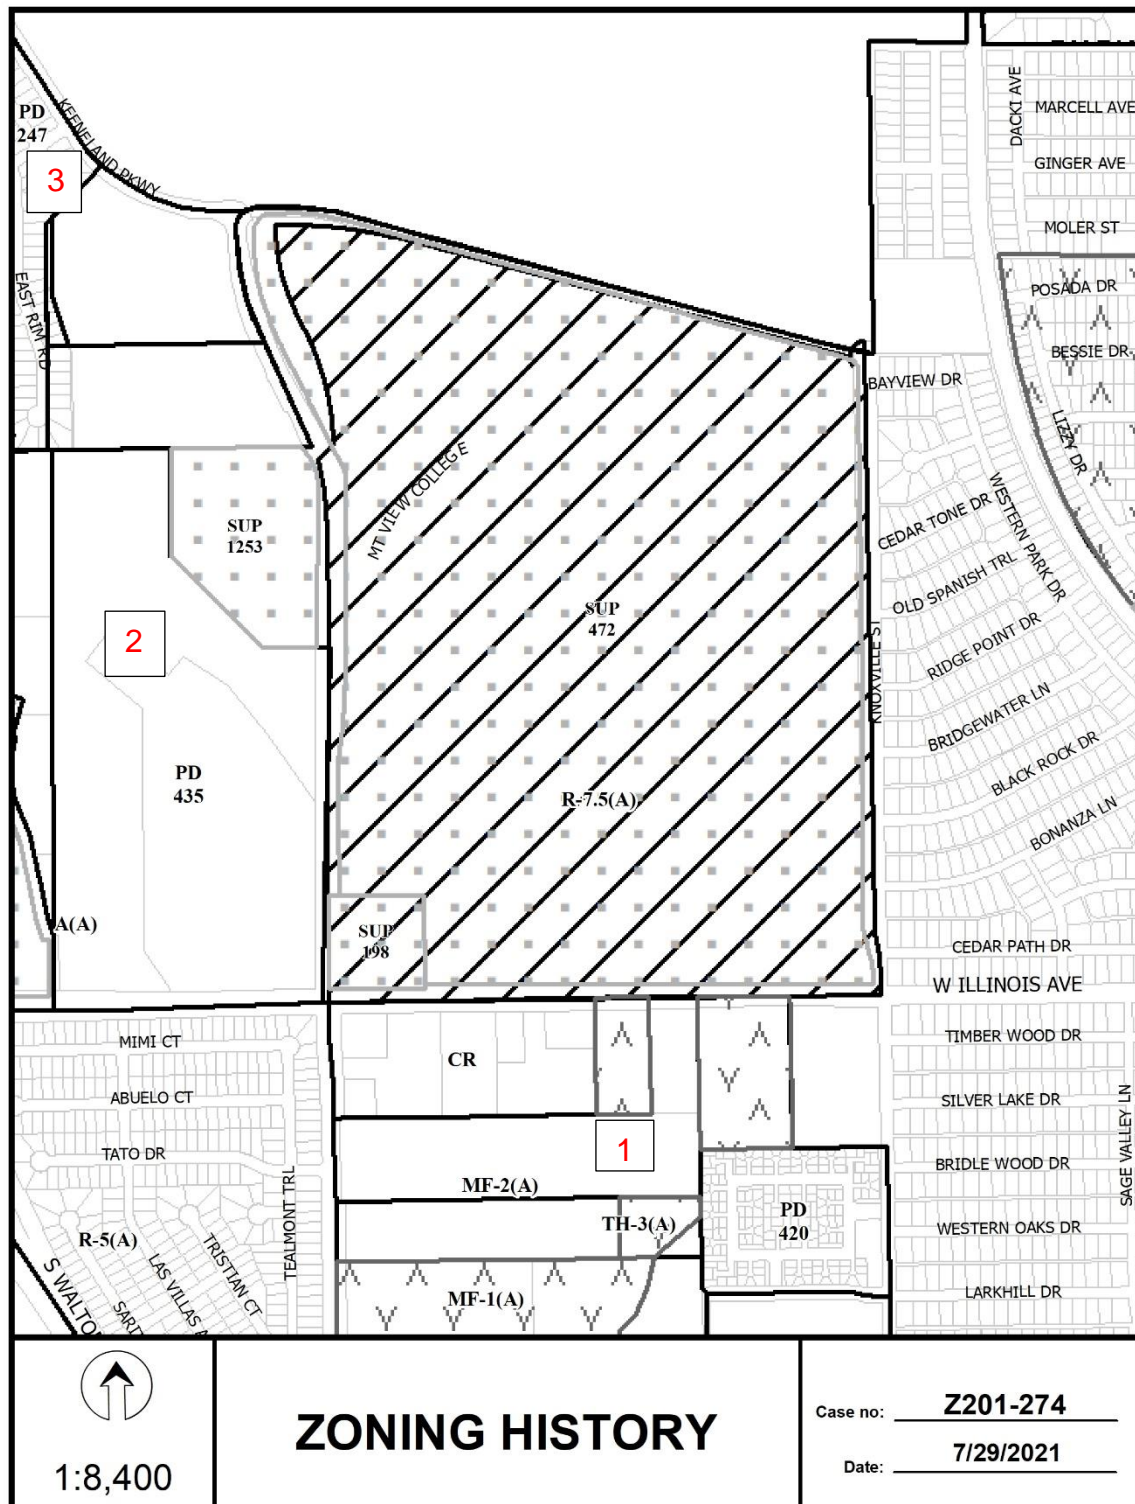 PD
247
3
KEENELAND PKWY
EAST RIM RD
DACKI AVE
MARCELL AVE
GINGER AVE
MOLER ST
POSADA DR
BESSIE DR
LIZZY DR
BAYVIEW DR
WESTERN PARK DR
CEDAR TONE DR
OLD SPANISH TRL
RIDGE POINT DR
BRIDGEWATER LN
BLACK ROCK DR
BONANZA LN
KNOXVILLE ST
MT VIEW COLLEGE
SUP
1253
SUP
472
2
PD
435
R-7.5(A)
A(A)
SUP
198
CEDAR PATH DR
W ILLINOIS AVE
MIMI CT
ABUELO CT
TATO DR
TEALMONT TRL
R-5(A)
TRISTIAN CT
LAS VILLAS
S WALTO
CR
1
MF-2(A)
TH-3(A)
MF-1(A)
PD
420
TIMBER WOOD DR
SILVER LAKE DR
BRIDLE WOOD DR
WESTERN OAKS DR
LARKHILL DR
SAGE VALLEY LN
1:8,400
ZONING HISTORY
Case no: Z201-274
Date: 7/29/2021